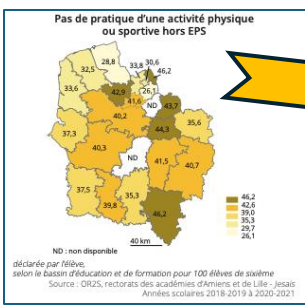 Pas de pratique d'une activité physique
ou sportive hors EPS
28,8
33,8
30,6
46,2
32,5
26,1
33,6
42,9
41,6
ND
43,7
40,2
44,3
35,6
37,3
40,3
ND
41,5
40,7
37,5
39,8
35,3
46,2
46,2
42,6
39,0
35,3
29,7
26,1
40 km
ND : non disponible
déclarée par l'élève,
selon le bassin d'éducation et de formation pour 100 élèves de sixième
Source : OR2S, rectorats des académies d'Amiens et de Lille - Jesais
Années scolaires 2018-2019 à 2020-2021